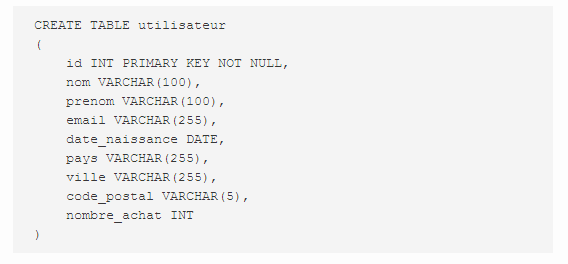 CREATE TABLE utilisateur
(
    id INT PRIMARY KEY NOT NULL,
    nom VARCHAR(100),
    prenom VARCHAR(100),
    email VARCHAR(255),
    date_naissance DATE,
    pays VARCHAR(255),
    ville VARCHAR(255),
    code_postal VARCHAR(5),
    nombre_achat INT
)